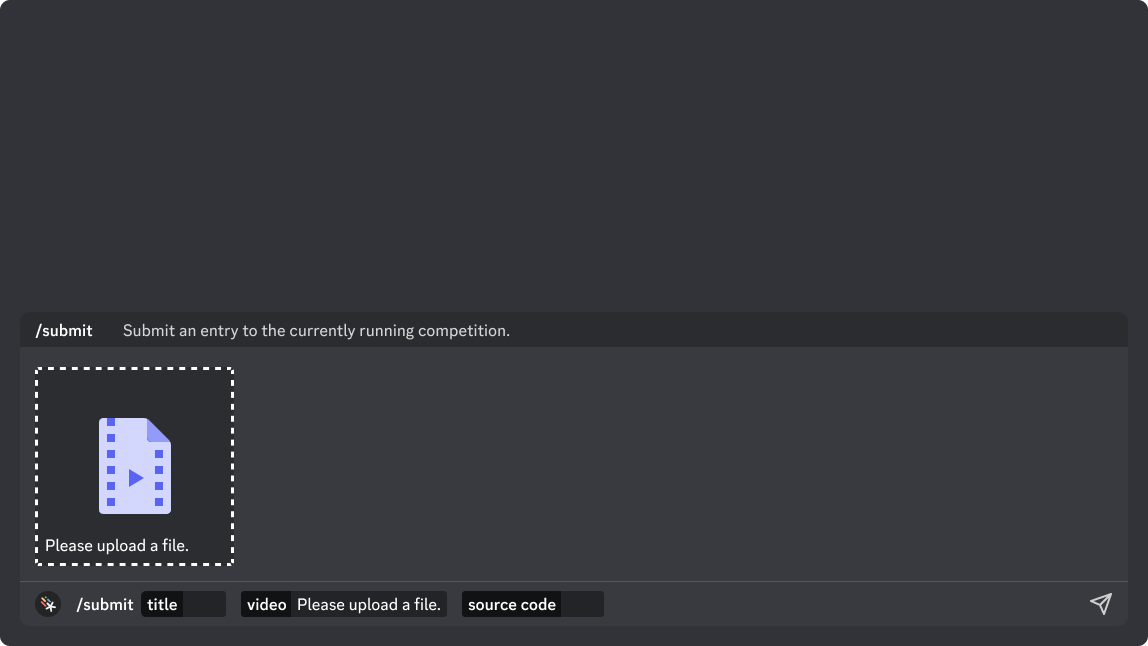 /submit Submit an entry to the currently running competition.
Please upload a file.
/submit title video Please upload a file. source code